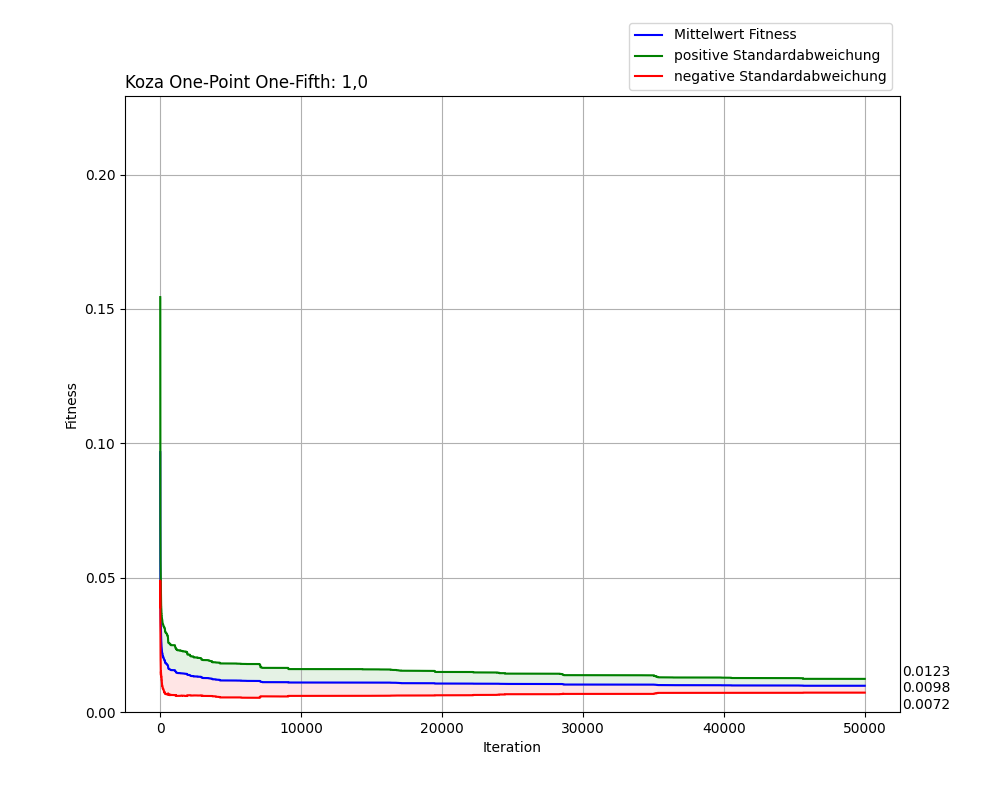 Mittelwert Fitness
positive Standardabweichung
negative Standardabweichung
Koza One-Point One-Fifth: 1,0
0.20
0.15
0.10
0.05
0.00
Fitness
0.0123
0.0098
0.0072
0 10000 20000 30000 40000 50000
Iteration